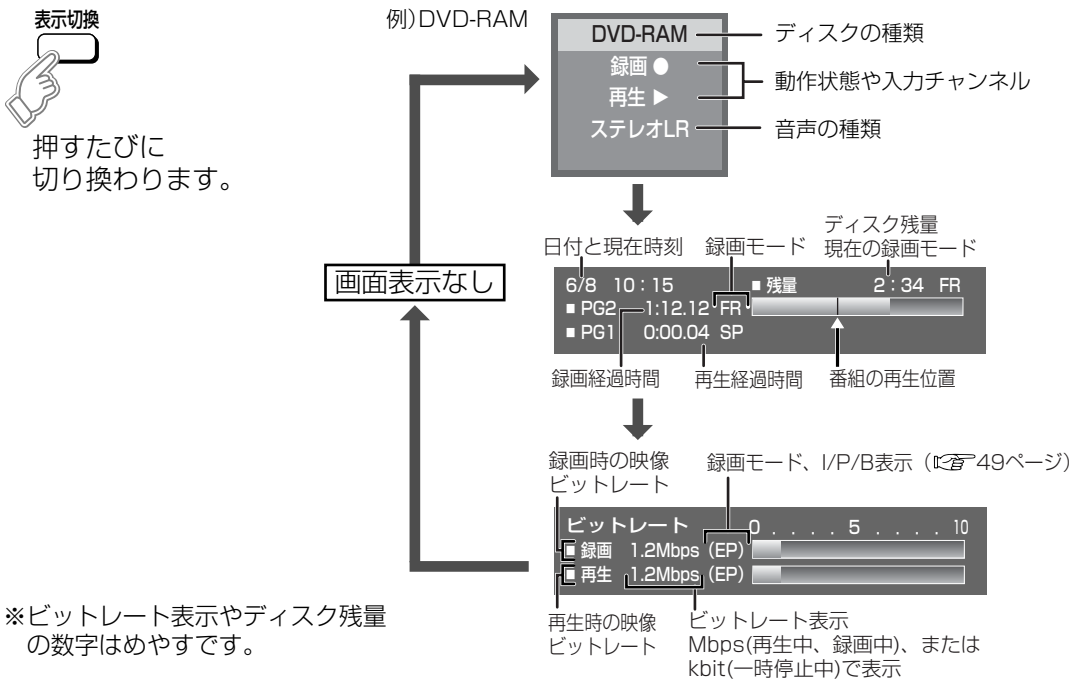 表示切換
押すたびに
切り換わります。
例)DVD-RAM
DVD-RAM
録画 ●
再生 ▶
ステレオLR
ディスクの種類
動作状態や入力チャンネル
音声の種類
画面表示なし
日付と現在時刻
録画モード
ディスク残量
現在の録画モード
6/8 10:15 ■ 残量 2:34 FR
■ PG2 1:12.12 FR
■ PG1 0:00.04 SP
録画経過時間
再生経過時間
番組の再生位置
録画時の映像
ビットレート
録画モード、I/P/B表示(☞49ページ)
ビットレート 0 . . . . 5 . . . . 10
■ 録画 1.2Mbps (EP)
■ 再生 1.2Mbps (EP)
再生時の映像
ビットレート
ビットレート表示
Mbps(再生中、録画中)、または
kbit(一時停止中)で表示
※ビットレート表示やディスク残量
の数字はめやすです。